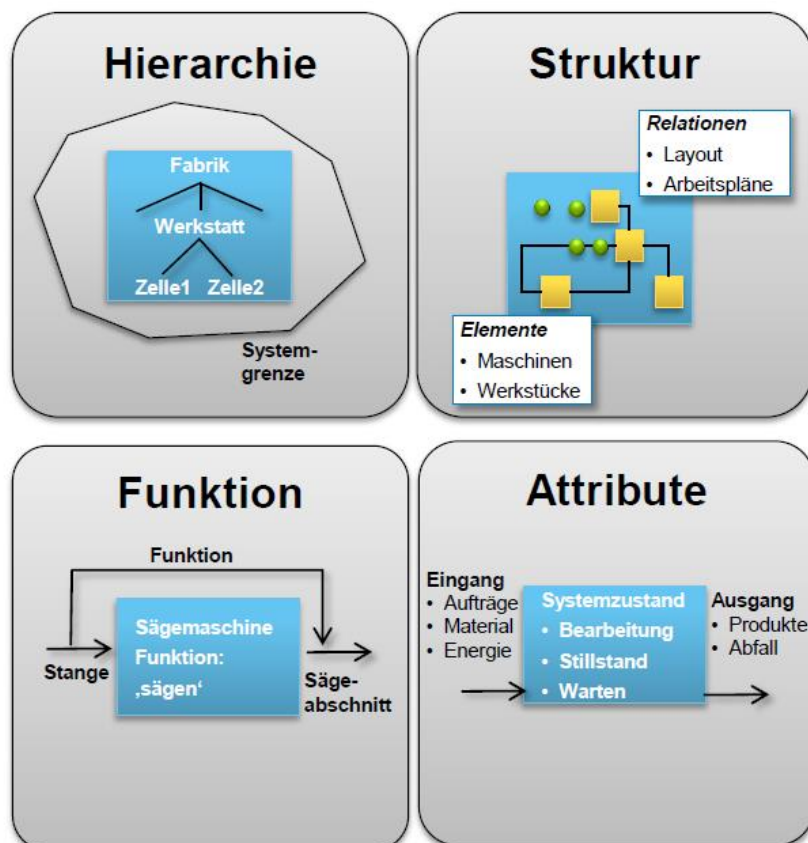 Hierarchie
Fabrik
Werkstatt
Zelle1 Zelle2
System-
grenze
Struktur
Relationen
• Layout
• Arbeitspläne
Elemente
• Maschinen
• Werkstücke
Funktion
Funktion
Sägemaschine
Funktion:
‚sägen‘
Stange
Säge-
abschnitt
Attribute
Eingang
• Aufträge
• Material
• Energie
Systemzustand
• Bearbeitung
• Stillstand
• Warten
Ausgang
• Produkte
• Abfall